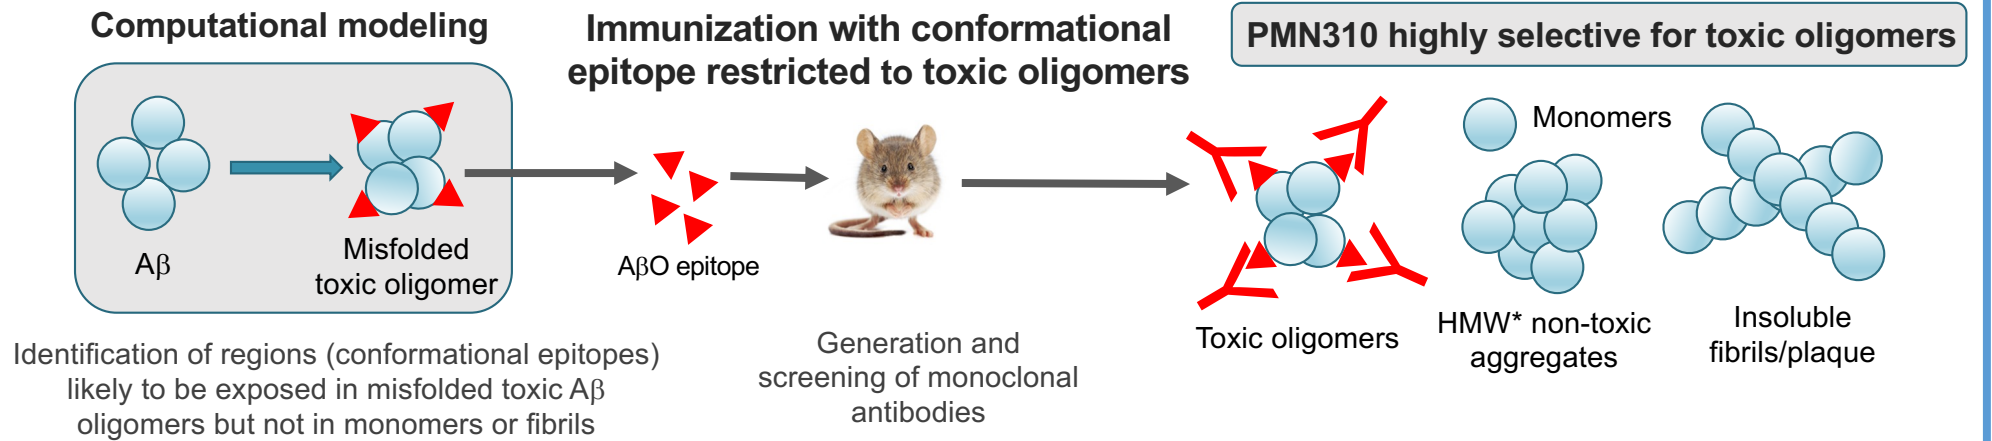 Computational modeling
Aβ
Misfolded
toxic oligomer
Identification of regions (conformational epitopes)
likely to be exposed in misfolded toxic Aβ
oligomers but not in monomers or fibrils
Immunization with conformational
epitope restricted to toxic oligomers
AβO epitope
Generation and
screening of monoclonal
antibodies
PMN310 highly selective for toxic oligomers
Toxic oligomers
Monomers
HMW* non-toxic
aggregates
Insoluble
fibrils/plaque